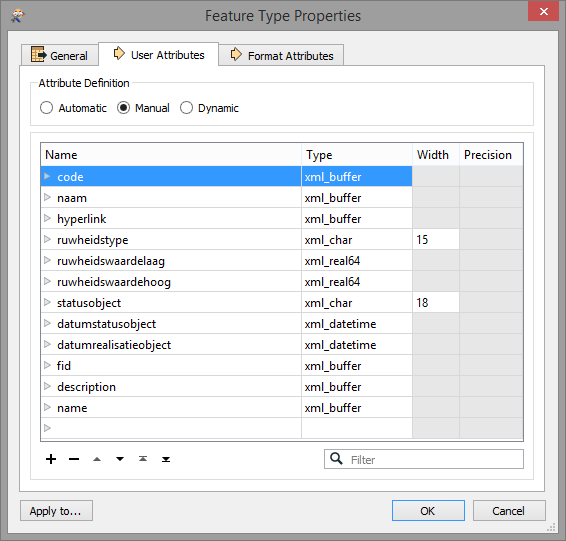 Feature Type Properties
General
User Attributes
Format Attributes
Attribute Definition
Automatic
Manual
Dynamic
Name Type Width Precision
code xml_buffer
naam xml_buffer
hyperlink xml_buffer
ruwheidstype xml_char 15
ruwheidswaardelaag xml_real64
ruwheidswaardehoog xml_real64
statusobject xml_char 18
datumstatusobject xml_datetime
datumrealisatieobject xml_datetime
fid xml_buffer
description xml_buffer
name xml_buffer
Filter
Apply to...
OK
Cancel